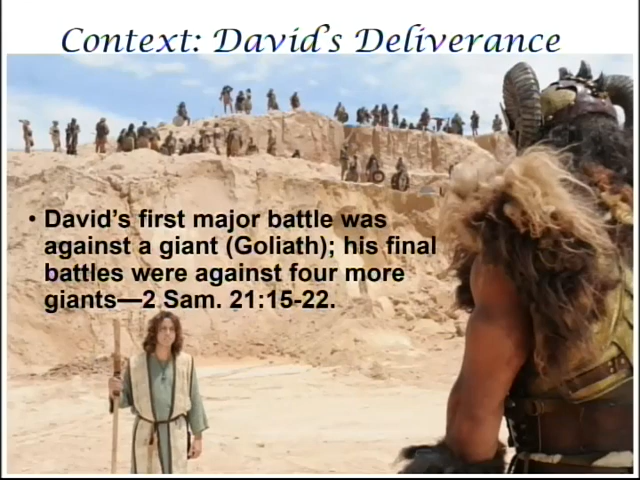 Context: David's Deliverance
• David's first major battle was
against a giant (Goliath); his final
battles were against four more
giants—2 Sam. 21:15-22.